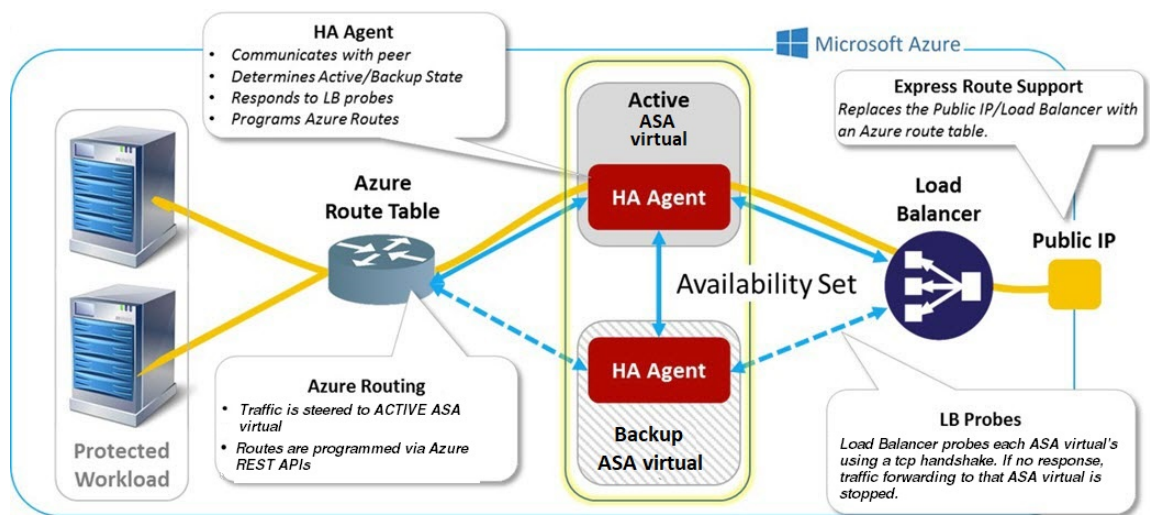 HA Agent
• Communicates with peer
• Determines Active/Backup State
• Responds to LB probes
• Programs Azure Routes
Microsoft Azure
Express Route Support
Replaces the Public IP/Load Balancer with
an Azure route table.
Active
ASA
virtual
HA Agent
Azure
Route Table
Load
Balancer
Public IP
Availability Set
HA Agent
Backup
ASA virtual
Protected
Workload
Azure Routing
• Traffic is steered to ACTIVE ASA
virtual
• Routes are programmed via Azure
REST APIs
LB Probes
Load Balancer probes each ASA virtual's
using a tcp handshake. If no response,
traffic forwarding to that ASA virtual is
stopped.